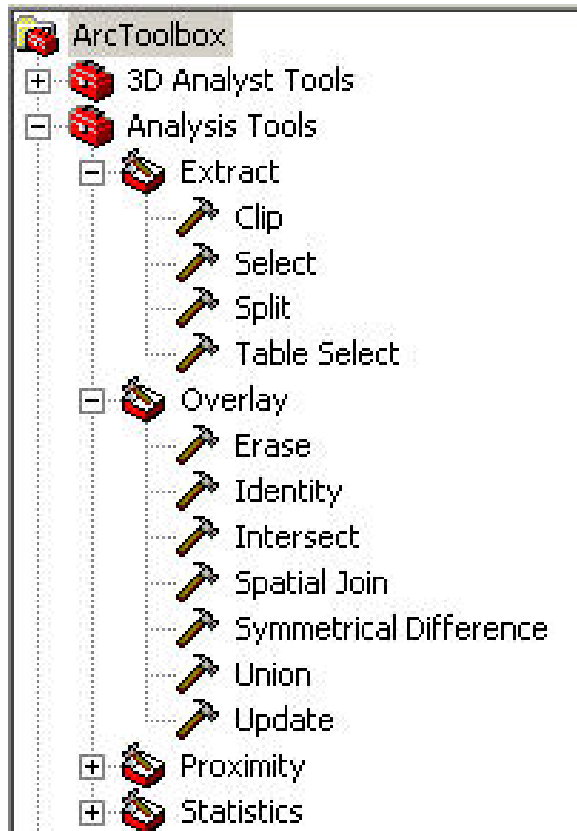 ArcToolbox
3D Analyst Tools
Analysis Tools
Extract
Clip
Select
Split
Table Select
Overlay
Erase
Identity
Intersect
Spatial Join
Symmetrical Difference
Union
Update
Proximity
Statistics